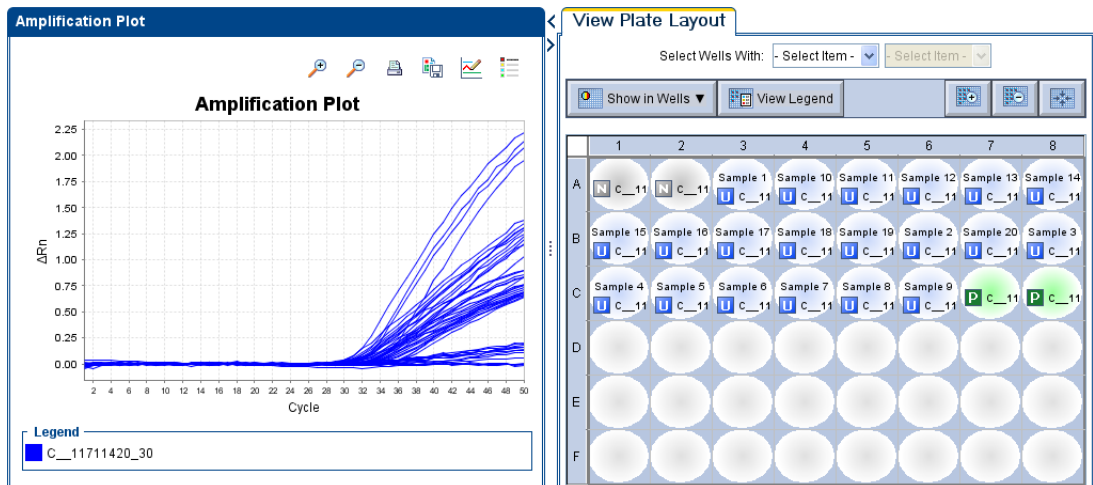 Amplification Plot
Amplification Plot
ΔRn
2.25
2.00
1.75
1.50
1.25
1.00
0.75
0.50
0.25
0.00
2 4 6 8 10 12 14 16 18 20 22 24 26 28 30 32 34 36 38 40 42 44 46 48 50
Cycle
Legend
C__11711420_30
View Plate Layout
Select Wells With: - Select Item - - Select Item -
Show in Wells ▼ View Legend
1 2 3 4 5 6 7 8
Sample 1 Sample 10 Sample 11 Sample 12 Sample 13 Sample 14
A N C__11 N C__11 U C__11 U C__11 U C__11 U C__11 U C__11 U C__11
Sample 15 Sample 16 Sample 17 Sample 18 Sample 19 Sample 2 Sample 20 Sample 3
B U C__11 U C__11 U C__11 U C__11 U C__11 U C__11 U C__11 U C__11
Sample 4 Sample 5 Sample 6 Sample 7 Sample 8 Sample 9
C U C__11 U C__11 U C__11 U C__11 U C__11 U C__11 P C__11 P C__11
D
E
F